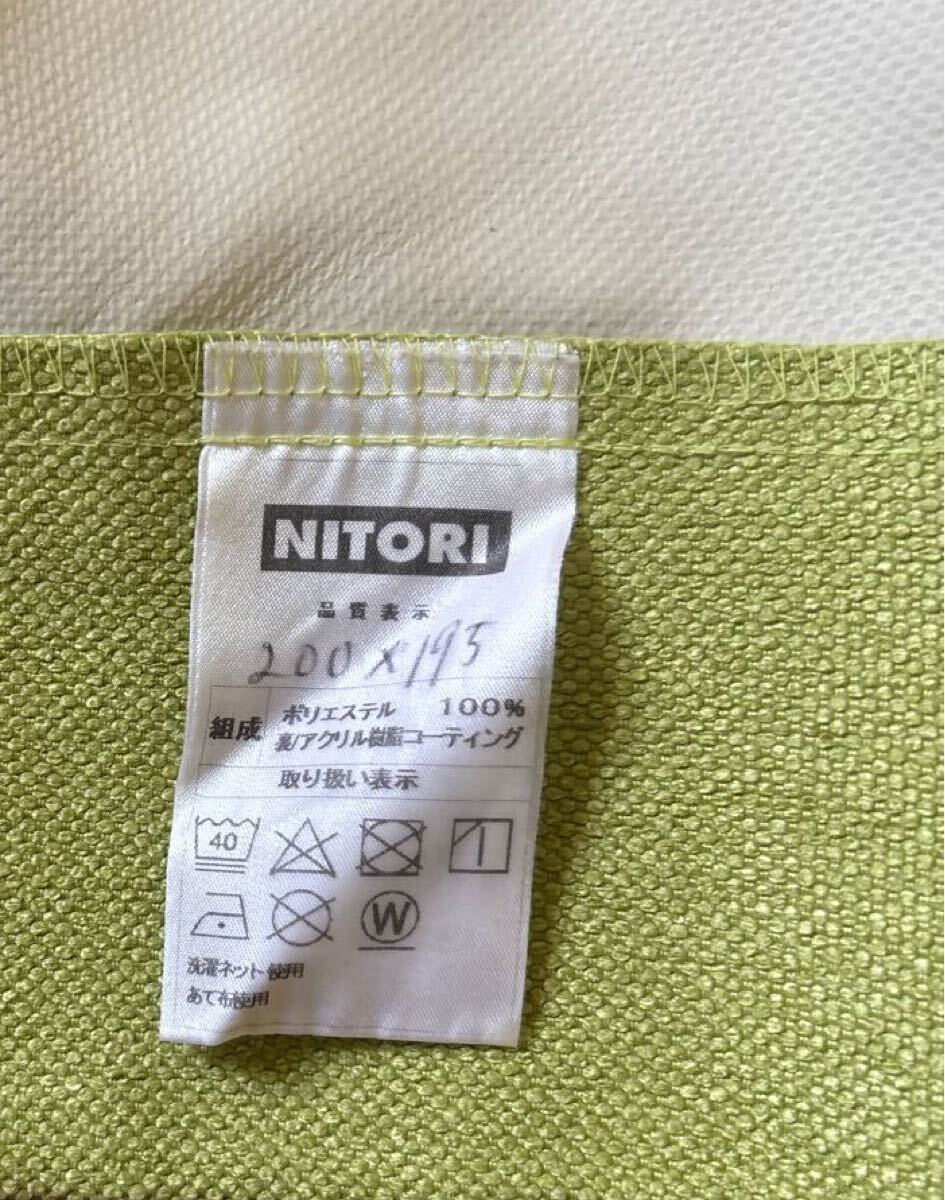 NITORI
品質表示
200×195
組成
ポリエステル 100%
裏/アクリル樹脂コーティング
取り扱い表示
40
W
洗濯ネット使用
あて布使用